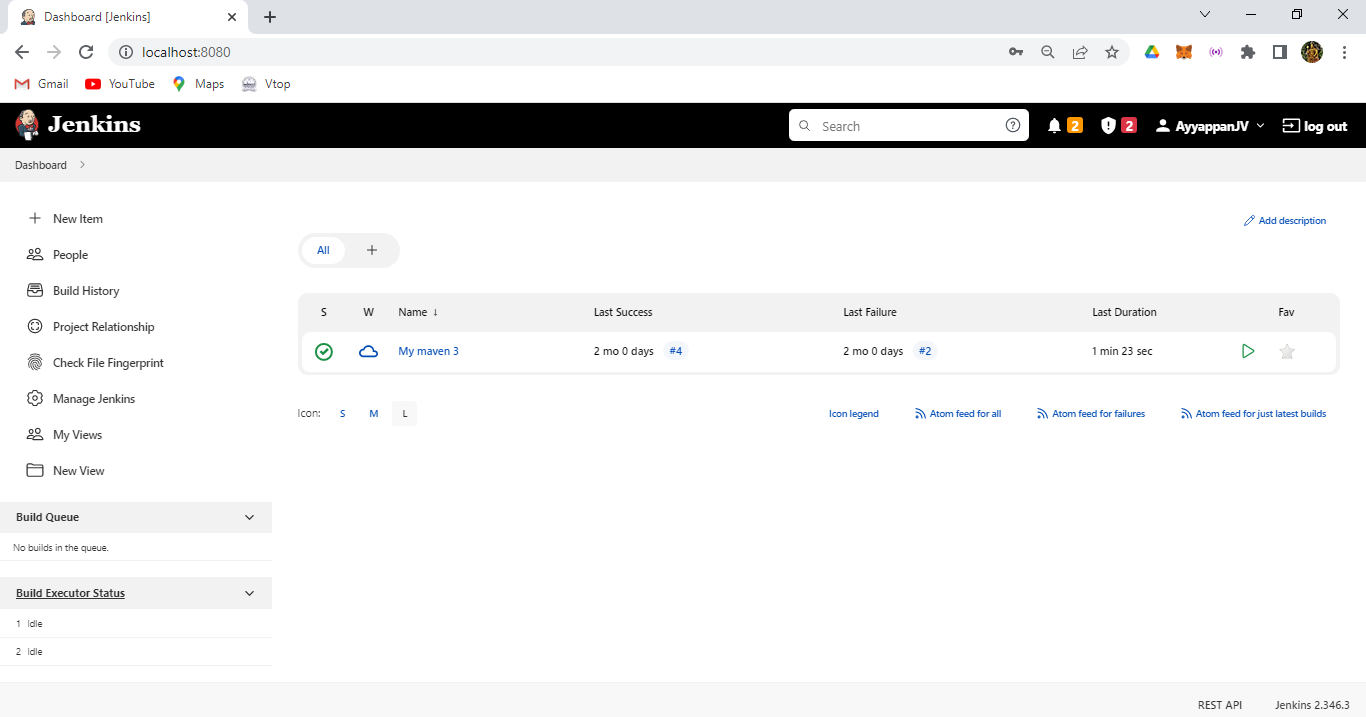 Dashboard [Jenkins]
localhost:8080
Gmail YouTube Maps Vtop
Jenkins Search 2 2 AyyappanJV log out
Dashboard
New Item
People
Build History
Project Relationship
Check File Fingerprint
Manage Jenkins
My Views
New View
Build Queue
No builds in the queue.
Build Executor Status
1 Idle
2 Idle
Add description
All +
S W Name ↓ Last Success Last Failure Last Duration Fav
My maven 3 2 mo 0 days #4 2 mo 0 days #2 1 min 23 sec
Icon: S M L Icon legend Atom feed for all Atom feed for failures Atom feed for just latest builds
REST API Jenkins 2.346.3